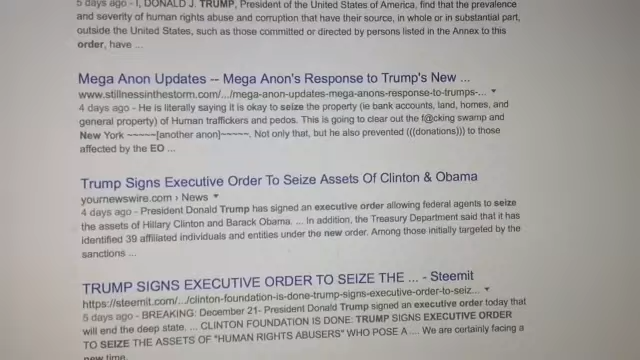 5 days ago - I, DONALD J. TRUMP, President of the United States of America, find that the prevalence
and severity of human rights abuse and corruption that have their source, in whole or in substantial part,
outside the United States, such as those committed or directed by persons listed in the Annex to this
order, have ...
Mega Anon Updates -- Mega Anon's Response to Trump's New ...
www.stillnessinthestorm.com/.../mega-anon-updates-mega-anons-response-to-trumps-...
4 days ago - He is literally saying it is okay to seize the property (ie bank accounts, land, homes, and
general property) of Human traffickers and pedos. This is going to clear out the f@cking swamp and
New York ~~~~~[another anon]~~~~~. Not only that, but he also prevented (((donations))) to those
affected by the EO ...
Trump Signs Executive Order To Seize Assets Of Clinton & Obama
yournewswire.com › News
4 days ago - President Donald Trump has signed an executive order allowing federal agents to seize
the assets of Hillary Clinton and Barack Obama. ... In addition, the Treasury Department said that it has
identified 39 affiliated individuals and entities under the new order. Among those initially targeted by the
sanctions ...
TRUMP SIGNS EXECUTIVE ORDER TO SEIZE THE ... - Steemit
https://steemit.com/.../clinton-foundation-is-done-trump-signs-executive-order-to-seiz...
5 days ago - BREAKING: December 21- President Donald Trump signed an executive order today that
will end the deep state. ... CLINTON FOUNDATION IS DONE: TRUMP SIGNS EXECUTIVE ORDER
TO SEIZE THE ASSETS OF "HUMAN RIGHTS ABUSERS" WHO POSE A .... We are certainly facing a
new time.